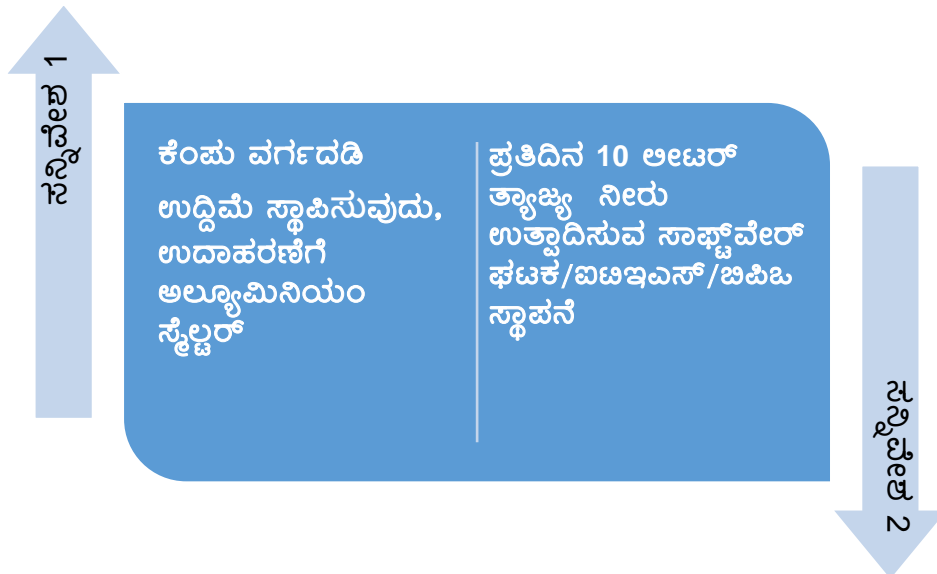 ಸನ್ನಿವೇಶ 1
ಕೆಂಪು ವರ್ಗದಡಿ
ಉದ್ದಿಮೆ ಸ್ಥಾಪಿಸುವುದು,
ಉದಾಹರಣೆಗೆ
ಅಲ್ಯೂಮಿನಿಯಂ
ಸ್ಮೆಲ್ಟರ್
ಪ್ರತಿದಿನ 10 ಲೀಟರ್
ತ್ಯಾಜ್ಯ ನೀರು
ಉತ್ಪಾದಿಸುವ ಸಾಫ್ಟ್‌ವೇರ್
ಘಟಕ/ಐಟಿಇಎಸ್/ಬಿಪಿಒ
ಸ್ಥಾಪನೆ
ಸನ್ನಿವೇಶ 2